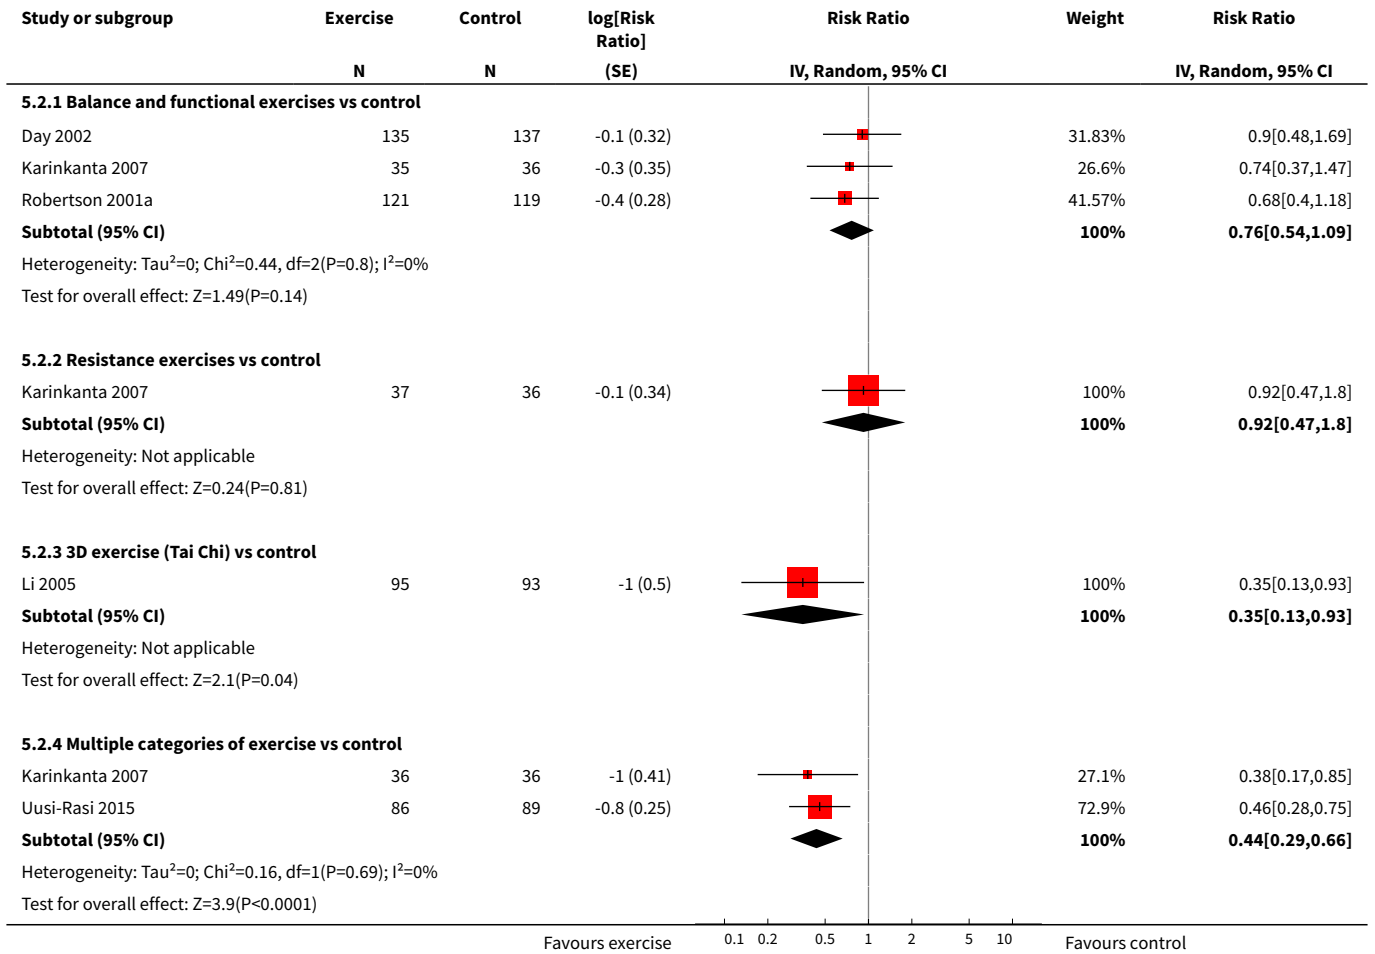 Study or subgroup Exercise Control log[Risk Ratio] Risk Ratio Weight Risk Ratio
N N (SE) IV, Random, 95% CI IV, Random, 95% CI
5.2.1 Balance and functional exercises vs control
Day 2002 135 137 -0.1 (0.32) 31.83% 0.9[0.48,1.69]
Karinkanta 2007 35 36 -0.3 (0.35) 26.6% 0.74[0.37,1.47]
Robertson 2001a 121 119 -0.4 (0.28) 41.57% 0.68[0.4,1.18]
Subtotal (95% CI) 100% 0.76[0.54,1.09]
Heterogeneity: Tau²=0; Chi²=0.44, df=2(P=0.8); I²=0%
Test for overall effect: Z=1.49(P=0.14)
5.2.2 Resistance exercises vs control
Karinkanta 2007 37 36 -0.1 (0.34) 100% 0.92[0.47,1.8]
Subtotal (95% CI) 100% 0.92[0.47,1.8]
Heterogeneity: Not applicable
Test for overall effect: Z=0.24(P=0.81)
5.2.3 3D exercise (Tai Chi) vs control
Li 2005 95 93 -1 (0.5) 100% 0.35[0.13,0.93]
Subtotal (95% CI) 100% 0.35[0.13,0.93]
Heterogeneity: Not applicable
Test for overall effect: Z=2.1(P=0.04)
5.2.4 Multiple categories of exercise vs control
Karinkanta 2007 36 36 -1 (0.41) 27.1% 0.38[0.17,0.85]
Uusi-Rasi 2015 86 89 -0.8 (0.25) 72.9% 0.46[0.28,0.75]
Subtotal (95% CI) 100% 0.44[0.29,0.66]
Heterogeneity: Tau²=0; Chi²=0.16, df=1(P=0.69); I²=0%
Test for overall effect: Z=3.9(P<0.0001)
Favours exercise 0.1 0.2 0.5 1 2 5 10 Favours control